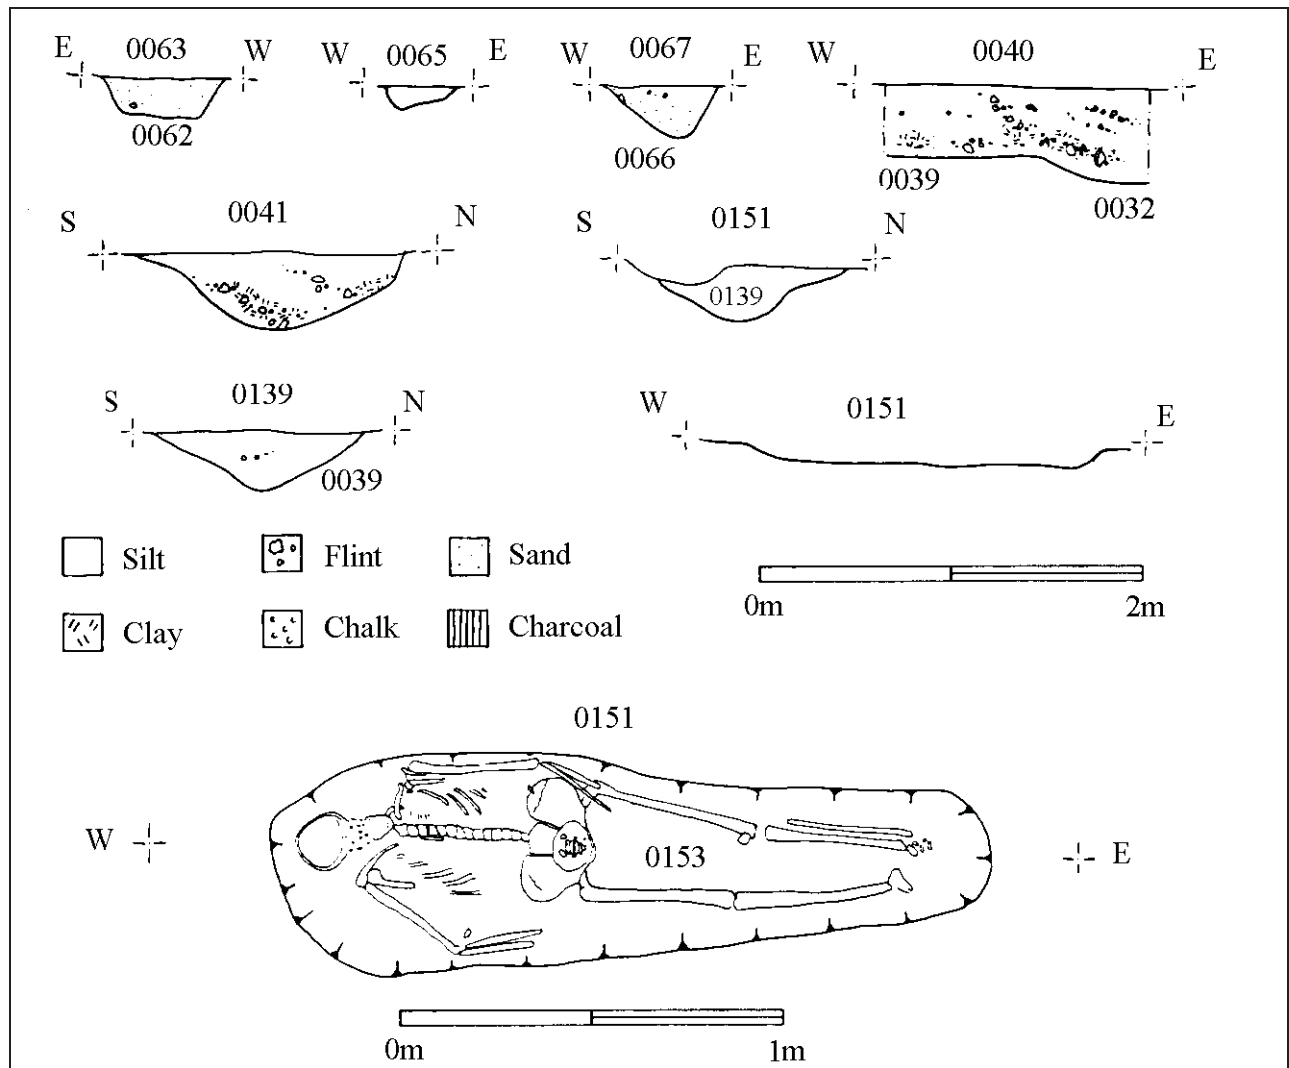 E 0063 W
W 0065 E
W 0067 E
W 0040 E
0062
0066
0039
0032
S 0041 N
S 0151 N
0139
S 0139 N
0039
W 0151 E
Silt Flint Sand
Clay Chalk Charcoal
0m 2m
0151
W 0153 E
0m 1m